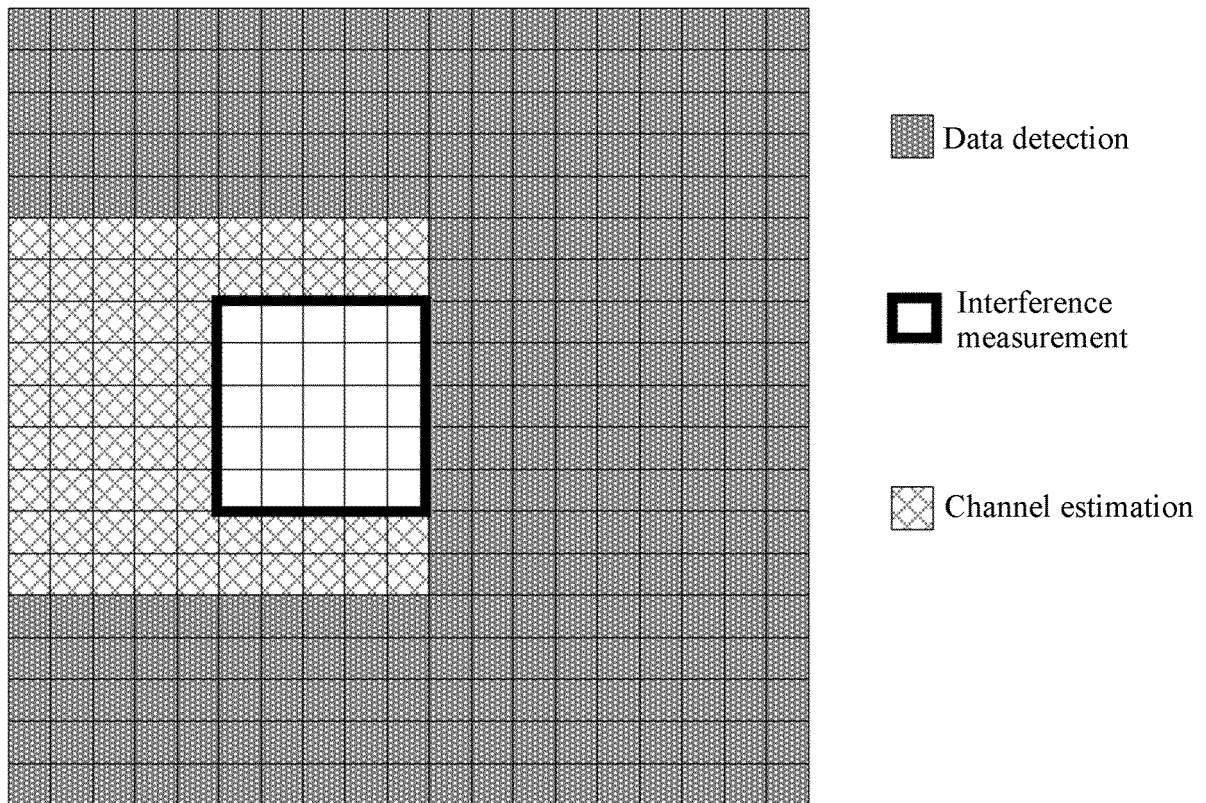 Data detection
Interference
measurement
Channel estimation